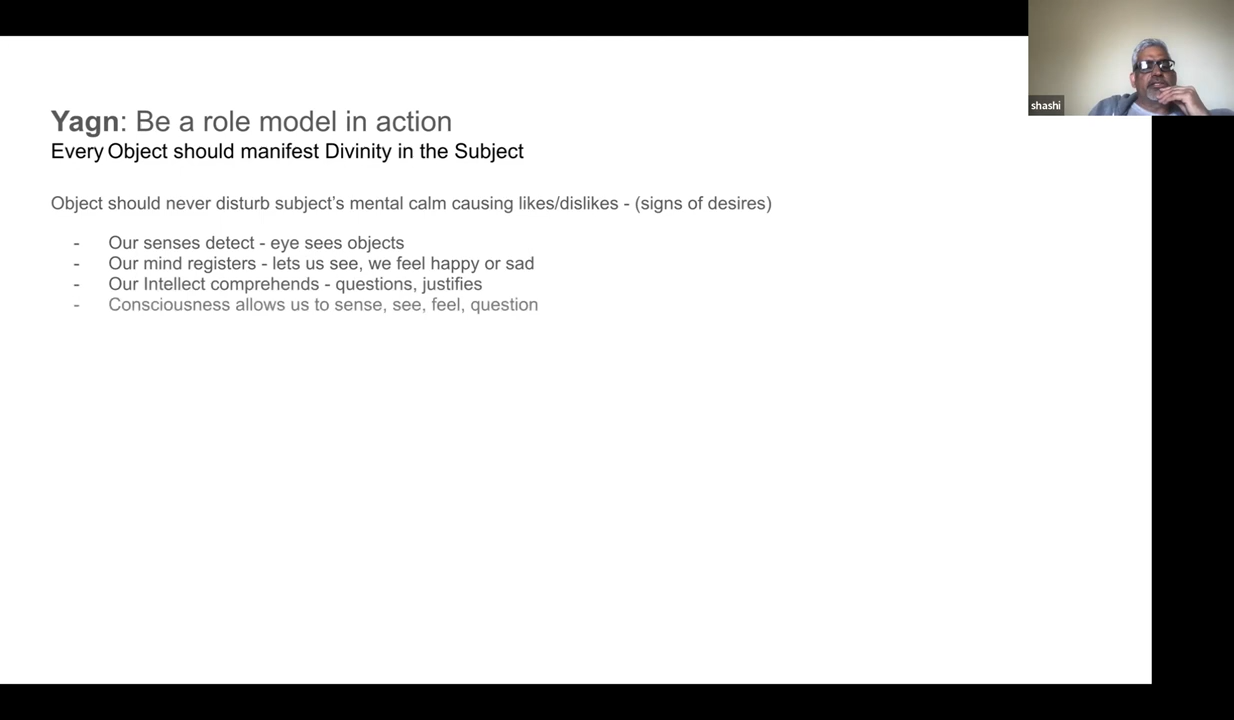 Yagn: Be a role model in action
Every Object should manifest Divinity in the Subject
Object should never disturb subject's mental calm causing likes/dislikes - (signs of desires)
- Our senses detect - eye sees objects
- Our mind registers - lets us see, we feel happy or sad
- Our Intellect comprehends - questions, justifies
- Consciousness allows us to sense, see, feel, question
shashi